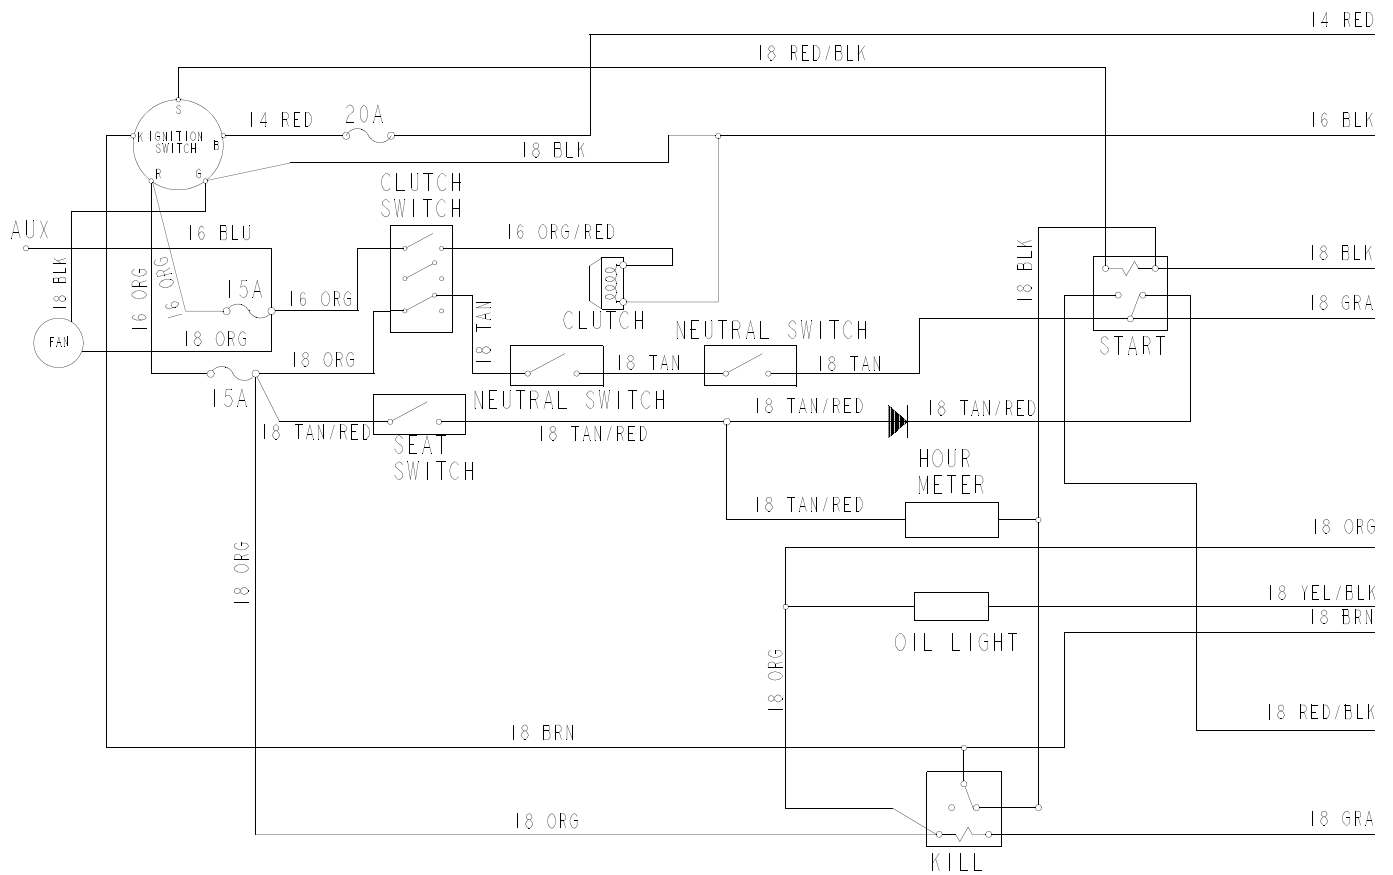 14 RED
18 RED/BLK
S
20A
14 RED
16 BLK
K
IGNITION
SWITCH
B
18 BLK
R
G
CLUTCH
SWITCH
AUX
16 BLU
16 ORG/RED
18 BLK
18 BLK
18 BLK
16 ORG
16 ORG
15A
16 ORG
18 GRA
CLUTCH
18 TAN
NEUTRAL SWITCH
FAN
18 ORG
START
18 ORG
18 TAN
18 TAN
15A
NEUTRAL SWITCH
18 TAN/RED
18 TAN/RED
18 TAN/RED
18 TAN/RED
SEAT
SWITCH
HOUR
METER
18 TAN/RED
18 ORG
18 ORG
18 YEL/BLK
18 BRN
OIL LIGHT
18 ORG
18 RED/BLK
18 BRN
18 ORG
18 GRA
KILL